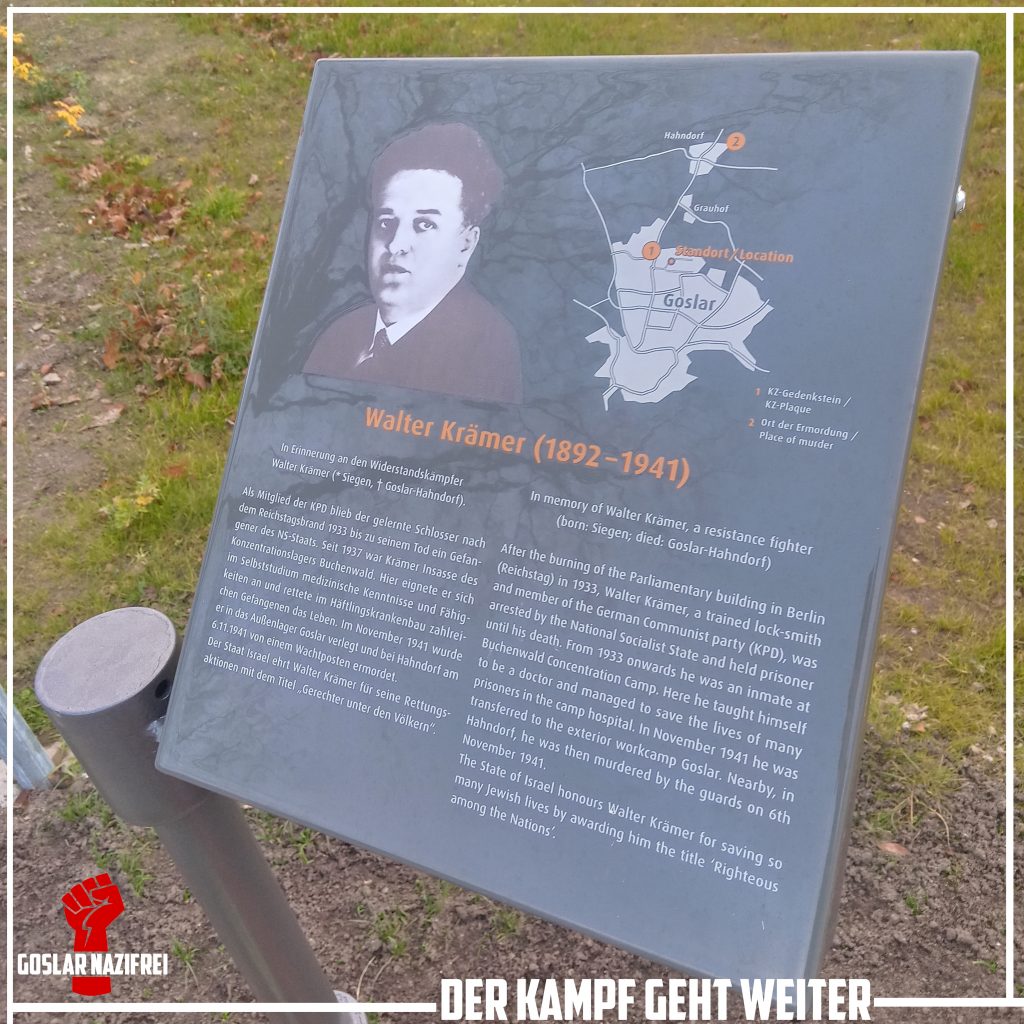 Hahndorf
2
Grauhof
1
Standort / Location
Goslar
1 KZ-Gedenkstein /
KZ-Plaque
2 Ort der Ermordung /
Place of murder
Walter Krämer (1892–1941)
In Erinnerung an den Widerstandskämpfer
Walter Krämer (* Siegen, † Goslar-Hahndorf).
Als Mitglied der KPD blieb der gelernte Schlosser nach
dem Reichstagsbrand 1933 bis zu seinem Tod ein Gefan-
gener des NS-Staats. Seit 1937 war Krämer Insasse des
Konzentrationslagers Buchenwald. Hier eignete er sich
im Selbststudium medizinische Kenntnisse und Fähig-
keiten an und rettete im Häftlingskrankenbau zahlrei-
chen Gefangenen das Leben. Im November 1941 wurde
er in das Außenlager Goslar verlegt und bei Hahndorf am
6.11.1941 von einem Wachtposten ermordet.
Der Staat Israel ehrt Walter Krämer für seine Rettungs-
aktionen mit dem Titel „Gerechter unter den Völkern“.
In memory of Walter Krämer, a resistance fighter
(born: Siegen; died: Goslar-Hahndorf)
After the burning of the Parliamentary building in Berlin
(Reichstag) in 1933, Walter Krämer, a trained lock-smith
and member of the German Communist party (KPD), was
arrested by the National Socialist State and held prisoner
until his death. From 1933 onwards he was an inmate at
Buchenwald Concentration Camp. Here he taught himself
to be a doctor and managed to save the lives of many
prisoners in the camp hospital. In November 1941 he was
transferred to the exterior workcamp Goslar. Nearby, in
Hahndorf, he was then murdered by the guards on 6th
November 1941.
The State of Israel honours Walter Krämer for saving so
many Jewish lives by awarding him the title ‘Righteous
among the Nations’.
GOSLAR NAZIFREI
DER KAMPF GEHT WEITER